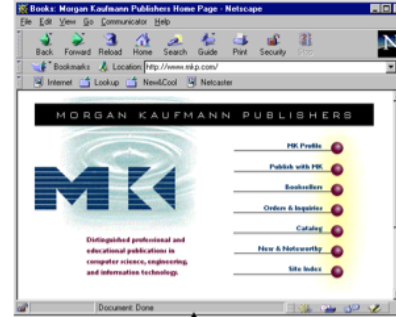 Books: Morgan Kaufmann Publishers Home Page - Netscape
File Edit View Go Communicator Help
Back Forward Reload Home Search Guide Print Security Stop
Bookmarks Location: http://www.mkp.com/
Internet Lookup New&Cool Netcaster
MORGAN KAUFMANN PUBLISHERS
MK Profile
Publish with MK
Booksellers
Orders & Inquiries
Catalog
New & Noteworthy
Site Index
MK
Distinguished professional and
educational publications in
computer science, engineering,
and information technology.
Document: Done